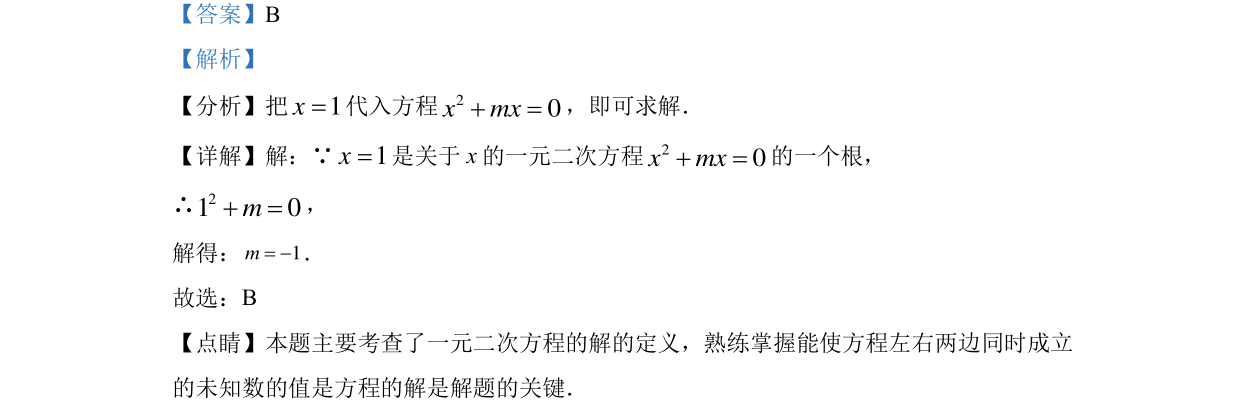 【答案】B
【解析】
【分析】把 x = 1 代入方程 x² + mx = 0，即可求解．
【详解】解：∵ x = 1 是关于 x 的一元二次方程 x² + mx = 0 的一个根，
∴ 1² + m = 0，
解得：m = −1．
故选：B
【点睛】本题主要考查了一元二次方程的解的定义，熟练掌握能使方程左右两边同时成立
的未知数的值是方程的解是解题的关键．